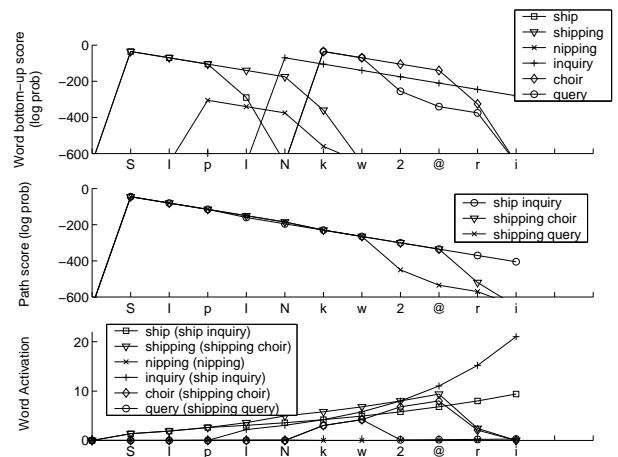 Word bottom-up score
(log prob)
0
-200
-400
-600
S I p I N k w 2 @ r i
ship
shipping
nipping
inquiry
choir
query
Path score (log prob)
0
-200
-400
-600
S I p I N k w 2 @ r i
ship inquiry
shipping choir
shipping query
Word Activation
20
10
0
S I p I N k w 2 @ r i
ship (ship inquiry)
shipping (shipping choir)
nipping (nipping)
inquiry (ship inquiry)
choir (shipping choir)
query (shipping query)